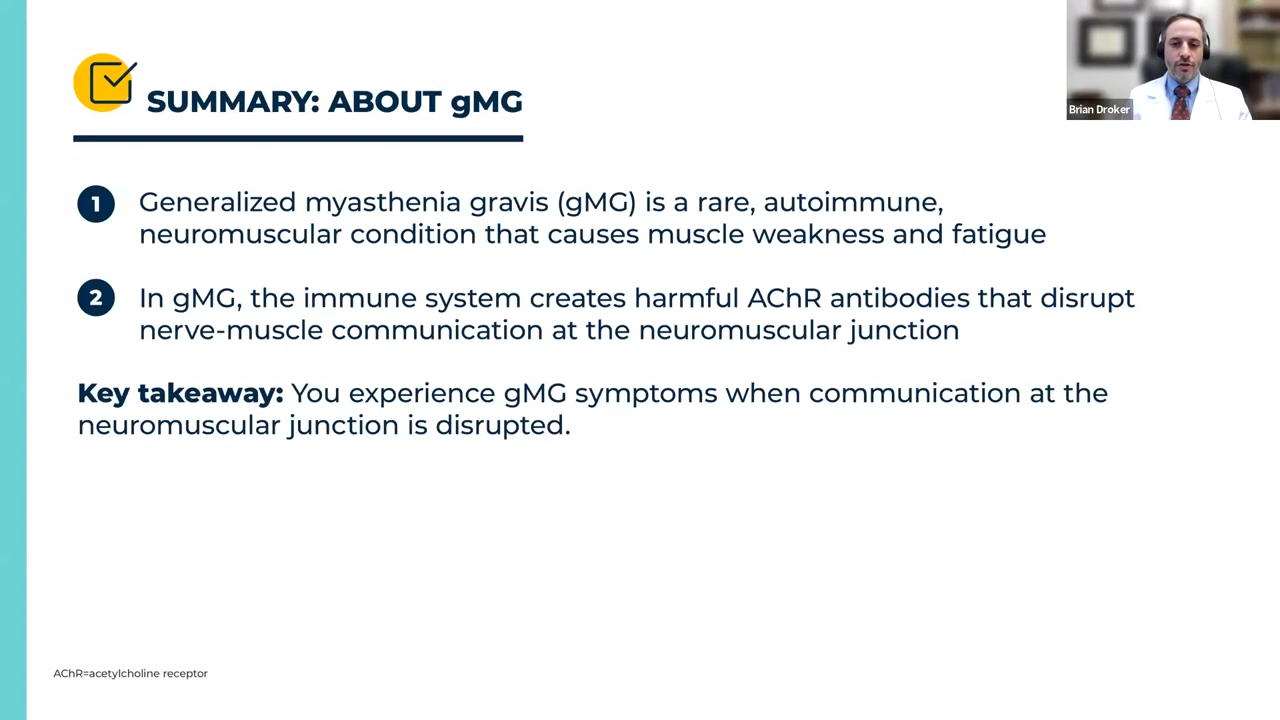 SUMMARY: ABOUT gMG
Brian Droker
1 Generalized myasthenia gravis (gMG) is a rare, autoimmune,
neuromuscular condition that causes muscle weakness and fatigue
2 In gMG, the immune system creates harmful AChR antibodies that disrupt
nerve-muscle communication at the neuromuscular junction
Key takeaway: You experience gMG symptoms when communication at the
neuromuscular junction is disrupted.
AChR=acetylcholine receptor